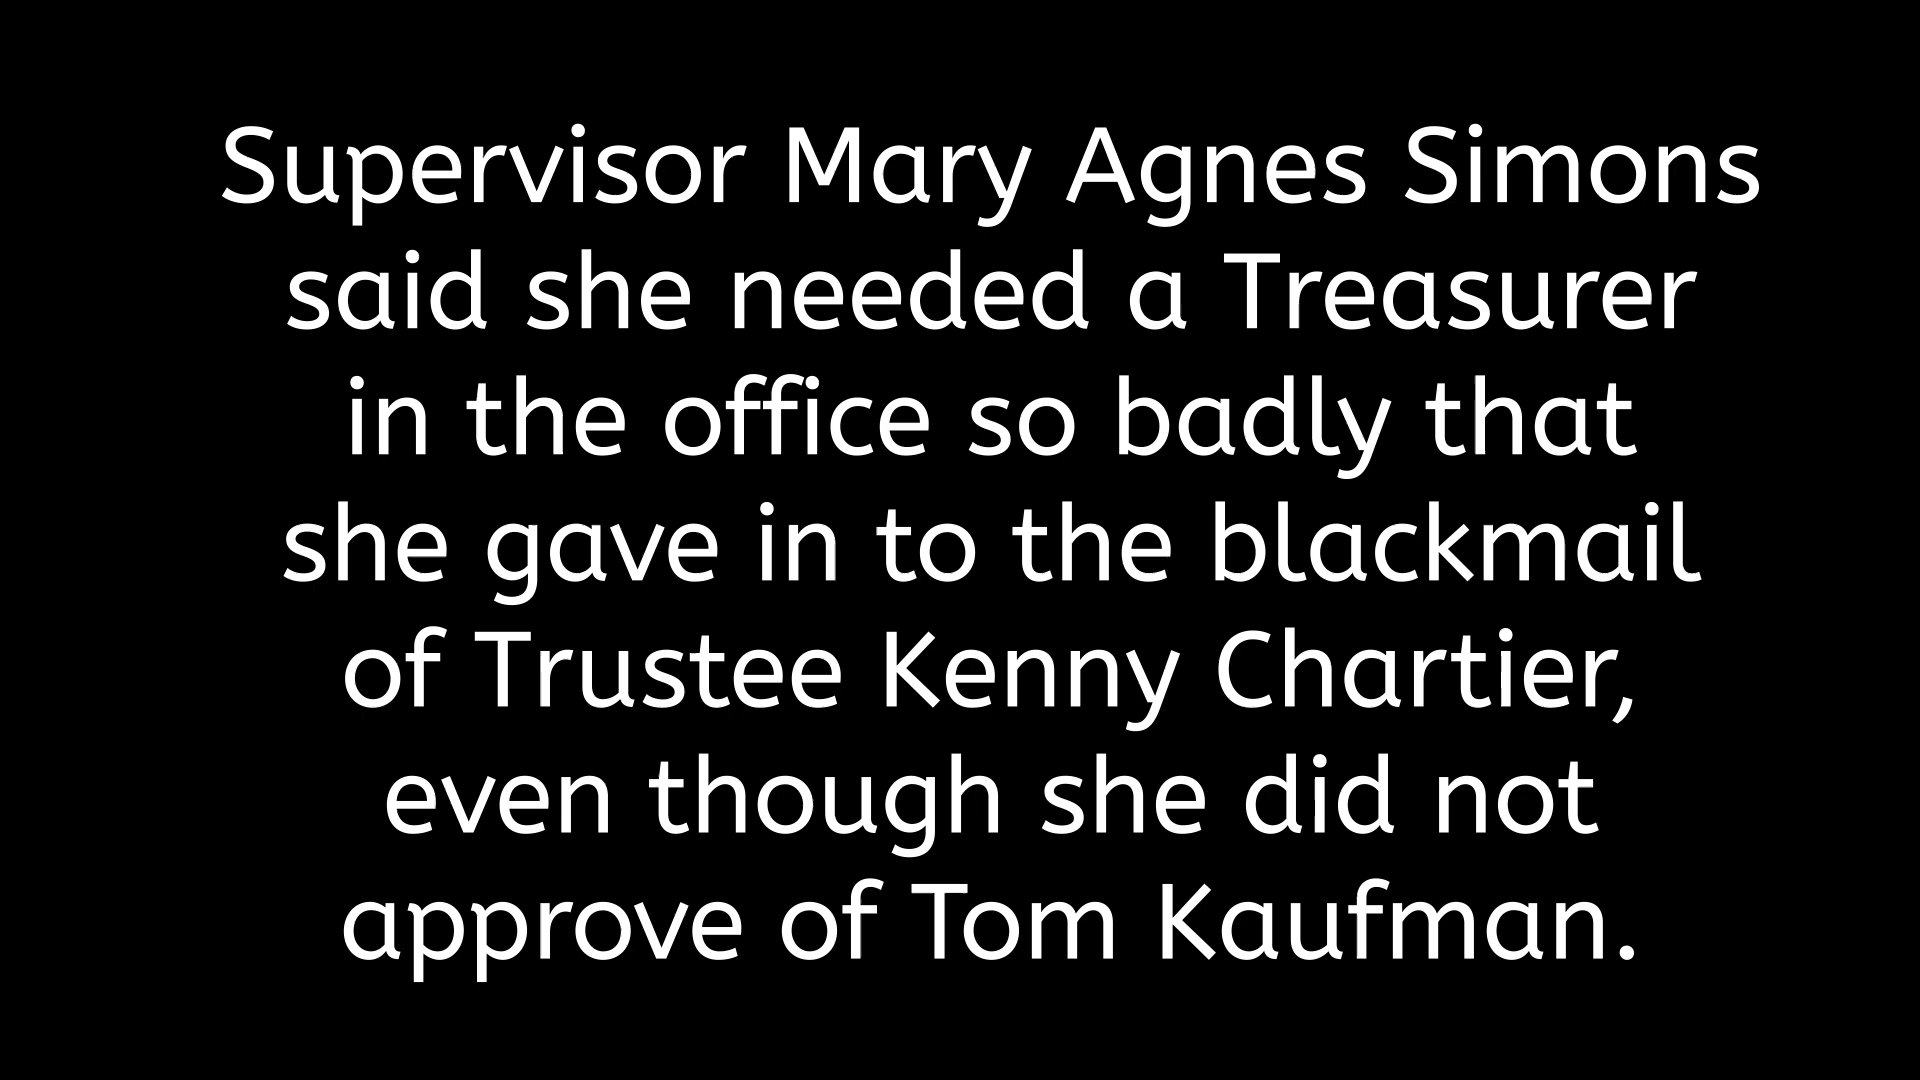 Supervisor Mary Agnes Simons
said she needed a Treasurer
in the office so badly that
she gave in to the blackmail
of Trustee Kenny Chartier,
even though she did not
approve of Tom Kaufman.